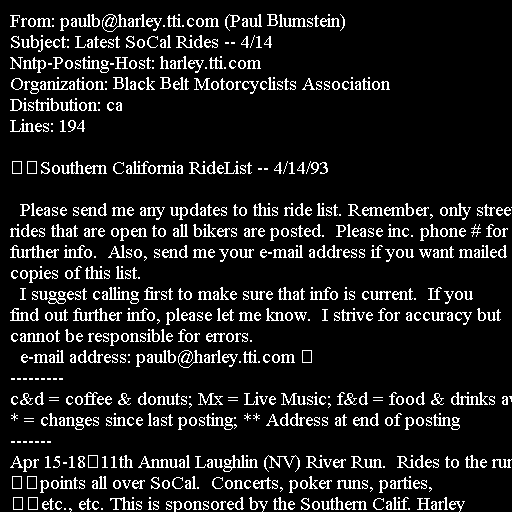 From: paulb@harley.tti.com (Paul Blumstein)
Subject: Latest SoCal Rides -- 4/14
Nntp-Posting-Host: harley.tti.com
Organization: Black Belt Motorcyclists Association
Distribution: ca
Lines: 194

Southern California RideList -- 4/14/93

Please send me any updates to this ride list. Remember, only stree
rides that are open to all bikers are posted. Please inc. phone # for
further info. Also, send me your e-mail address if you want mailed
copies of this list.
I suggest calling first to make sure that info is current. If you
find out further info, please let me know. I strive for accuracy but
cannot be responsible for errors.
e-mail address: paulb@harley.tti.com
---------
c&d = coffee & donuts; Mx = Live Music; f&d = food & drinks av
* = changes since last posting; ** Address at end of posting
-------
Apr 15-18 11th Annual Laughlin (NV) River Run. Rides to the run
points all over SoCal. Concerts, poker runs, parties,
etc., etc. This is sponsored by the Southern Calif. Harley